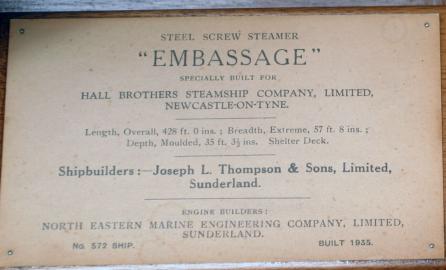 STEEL SCREW STEAMER
"EMBASSAGE"
SPECIALLY BUILT FOR
HALL BROTHERS STEAMSHIP COMPANY, LIMITED,
NEWCASTLE-ON-TYNE.
Length, Overall, 428 ft. 0 ins. ; Breadth, Extreme, 57 ft. 8 ins. ;
Depth, Moulded, 35 ft. 3½ ins. Shelter Deck.
Shipbuilders :—Joseph L. Thompson & Sons, Limited,
Sunderland.
ENGINE BUILDERS :
NORTH EASTERN MARINE ENGINEERING COMPANY, LIMITED,
SUNDERLAND.
No. 572 SHIP. BUILT 1935.